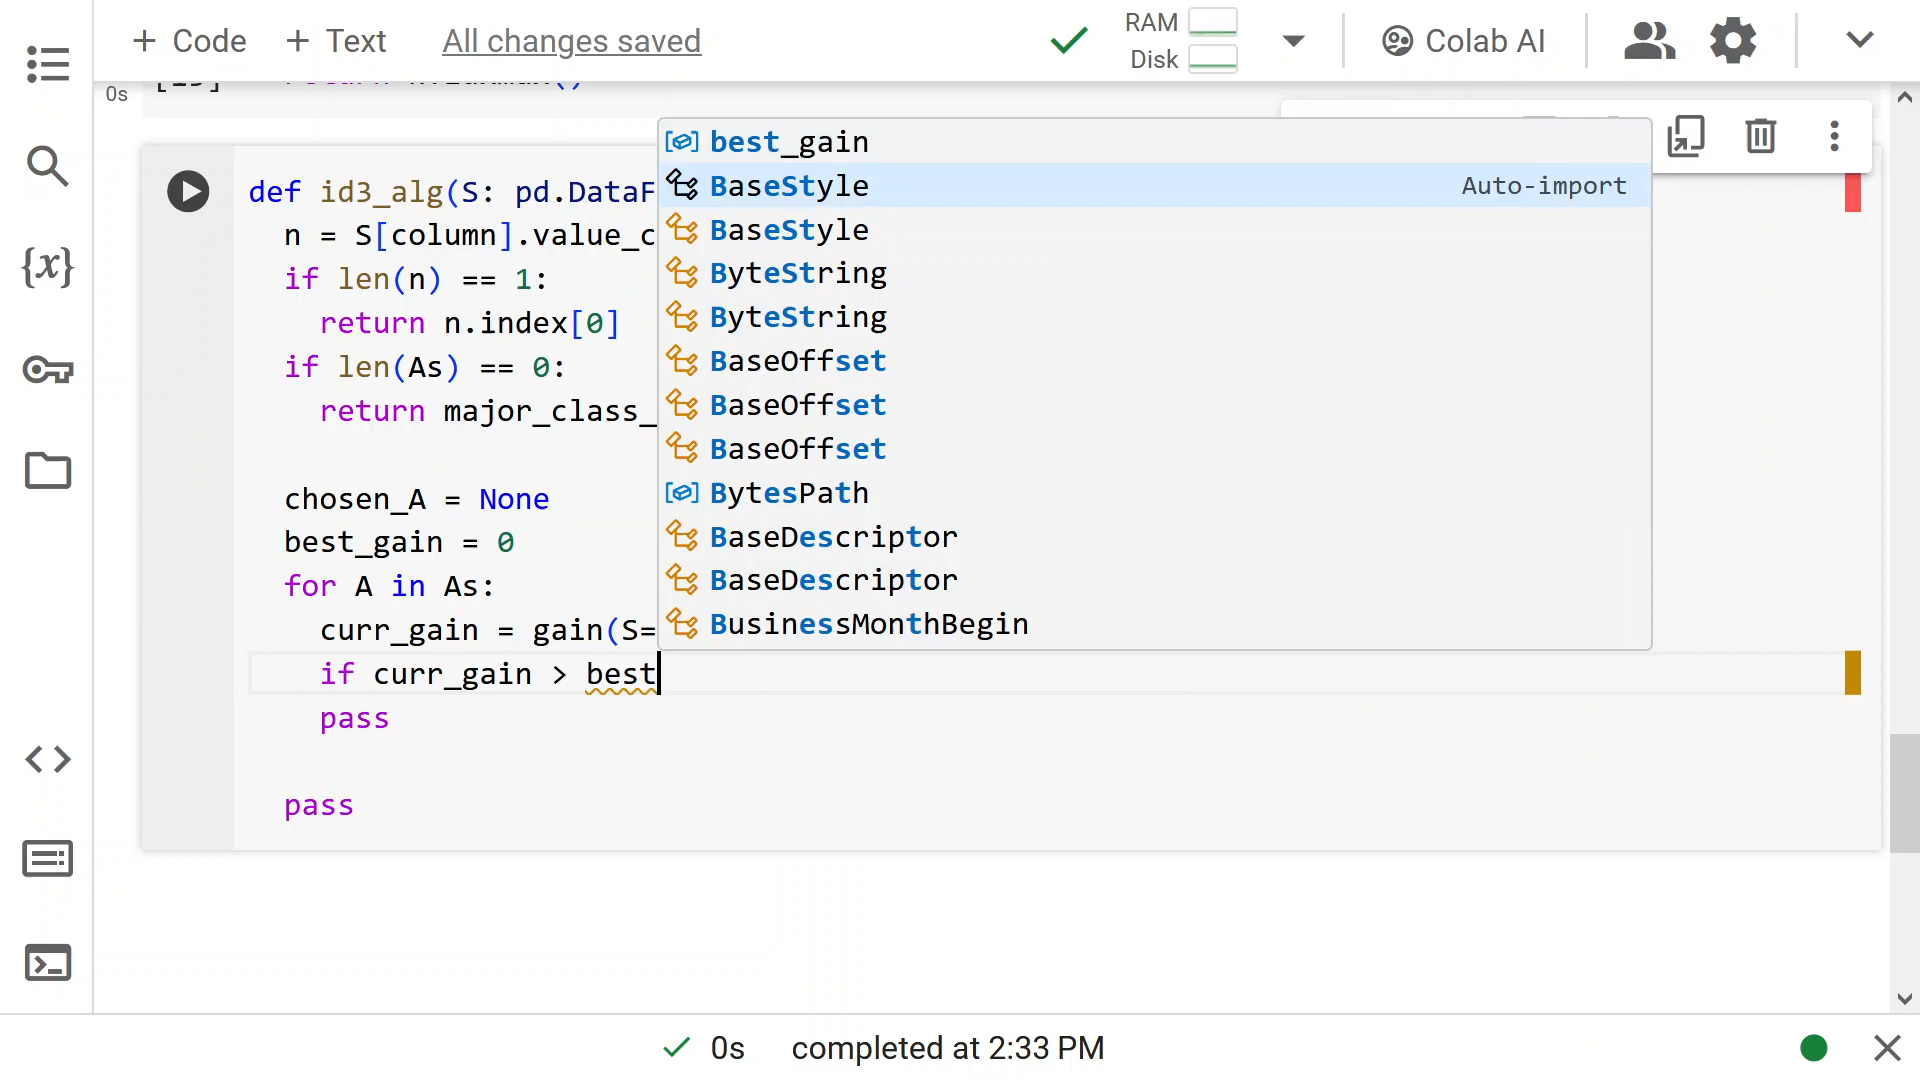 + Code + Text All changes saved RAM Disk Colab AI
0s
def id3_alg(S: pd.DataF
n = S[column].value_c
if len(n) == 1:
return n.index[0]
if len(As) == 0:
return major_class_
chosen_A = None
best_gain = 0
for A in As:
curr_gain = gain(S=
if curr_gain > best
pass
pass
best_gain
BaseStyle Auto-import
BaseStyle
ByteString
ByteString
BaseOffset
BaseOffset
BaseOffset
BytesPath
BaseDescriptor
BaseDescriptor
BusinessMonthBegin
0s completed at 2:33 PM